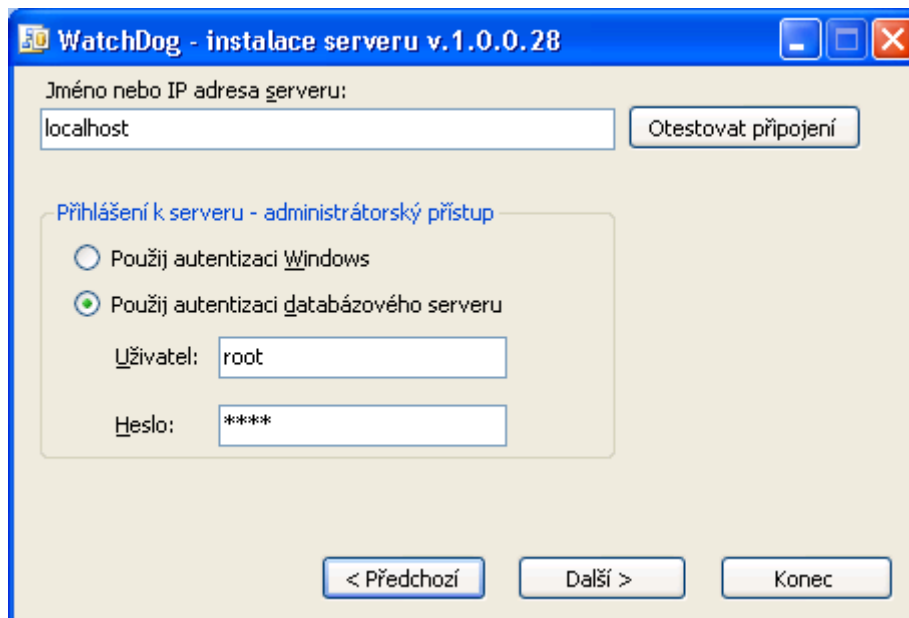 WatchDog - instalace serveru v.1.0.0.28
Jméno nebo IP adresa serveru:
localhost
Otestovat připojení
Přihlášení k serveru - administrátorský přístup
Použij autentizaci Windows
Použij autentizaci databázového serveru
Uživatel: root
Heslo: ****
< Předchozí Další > Konec